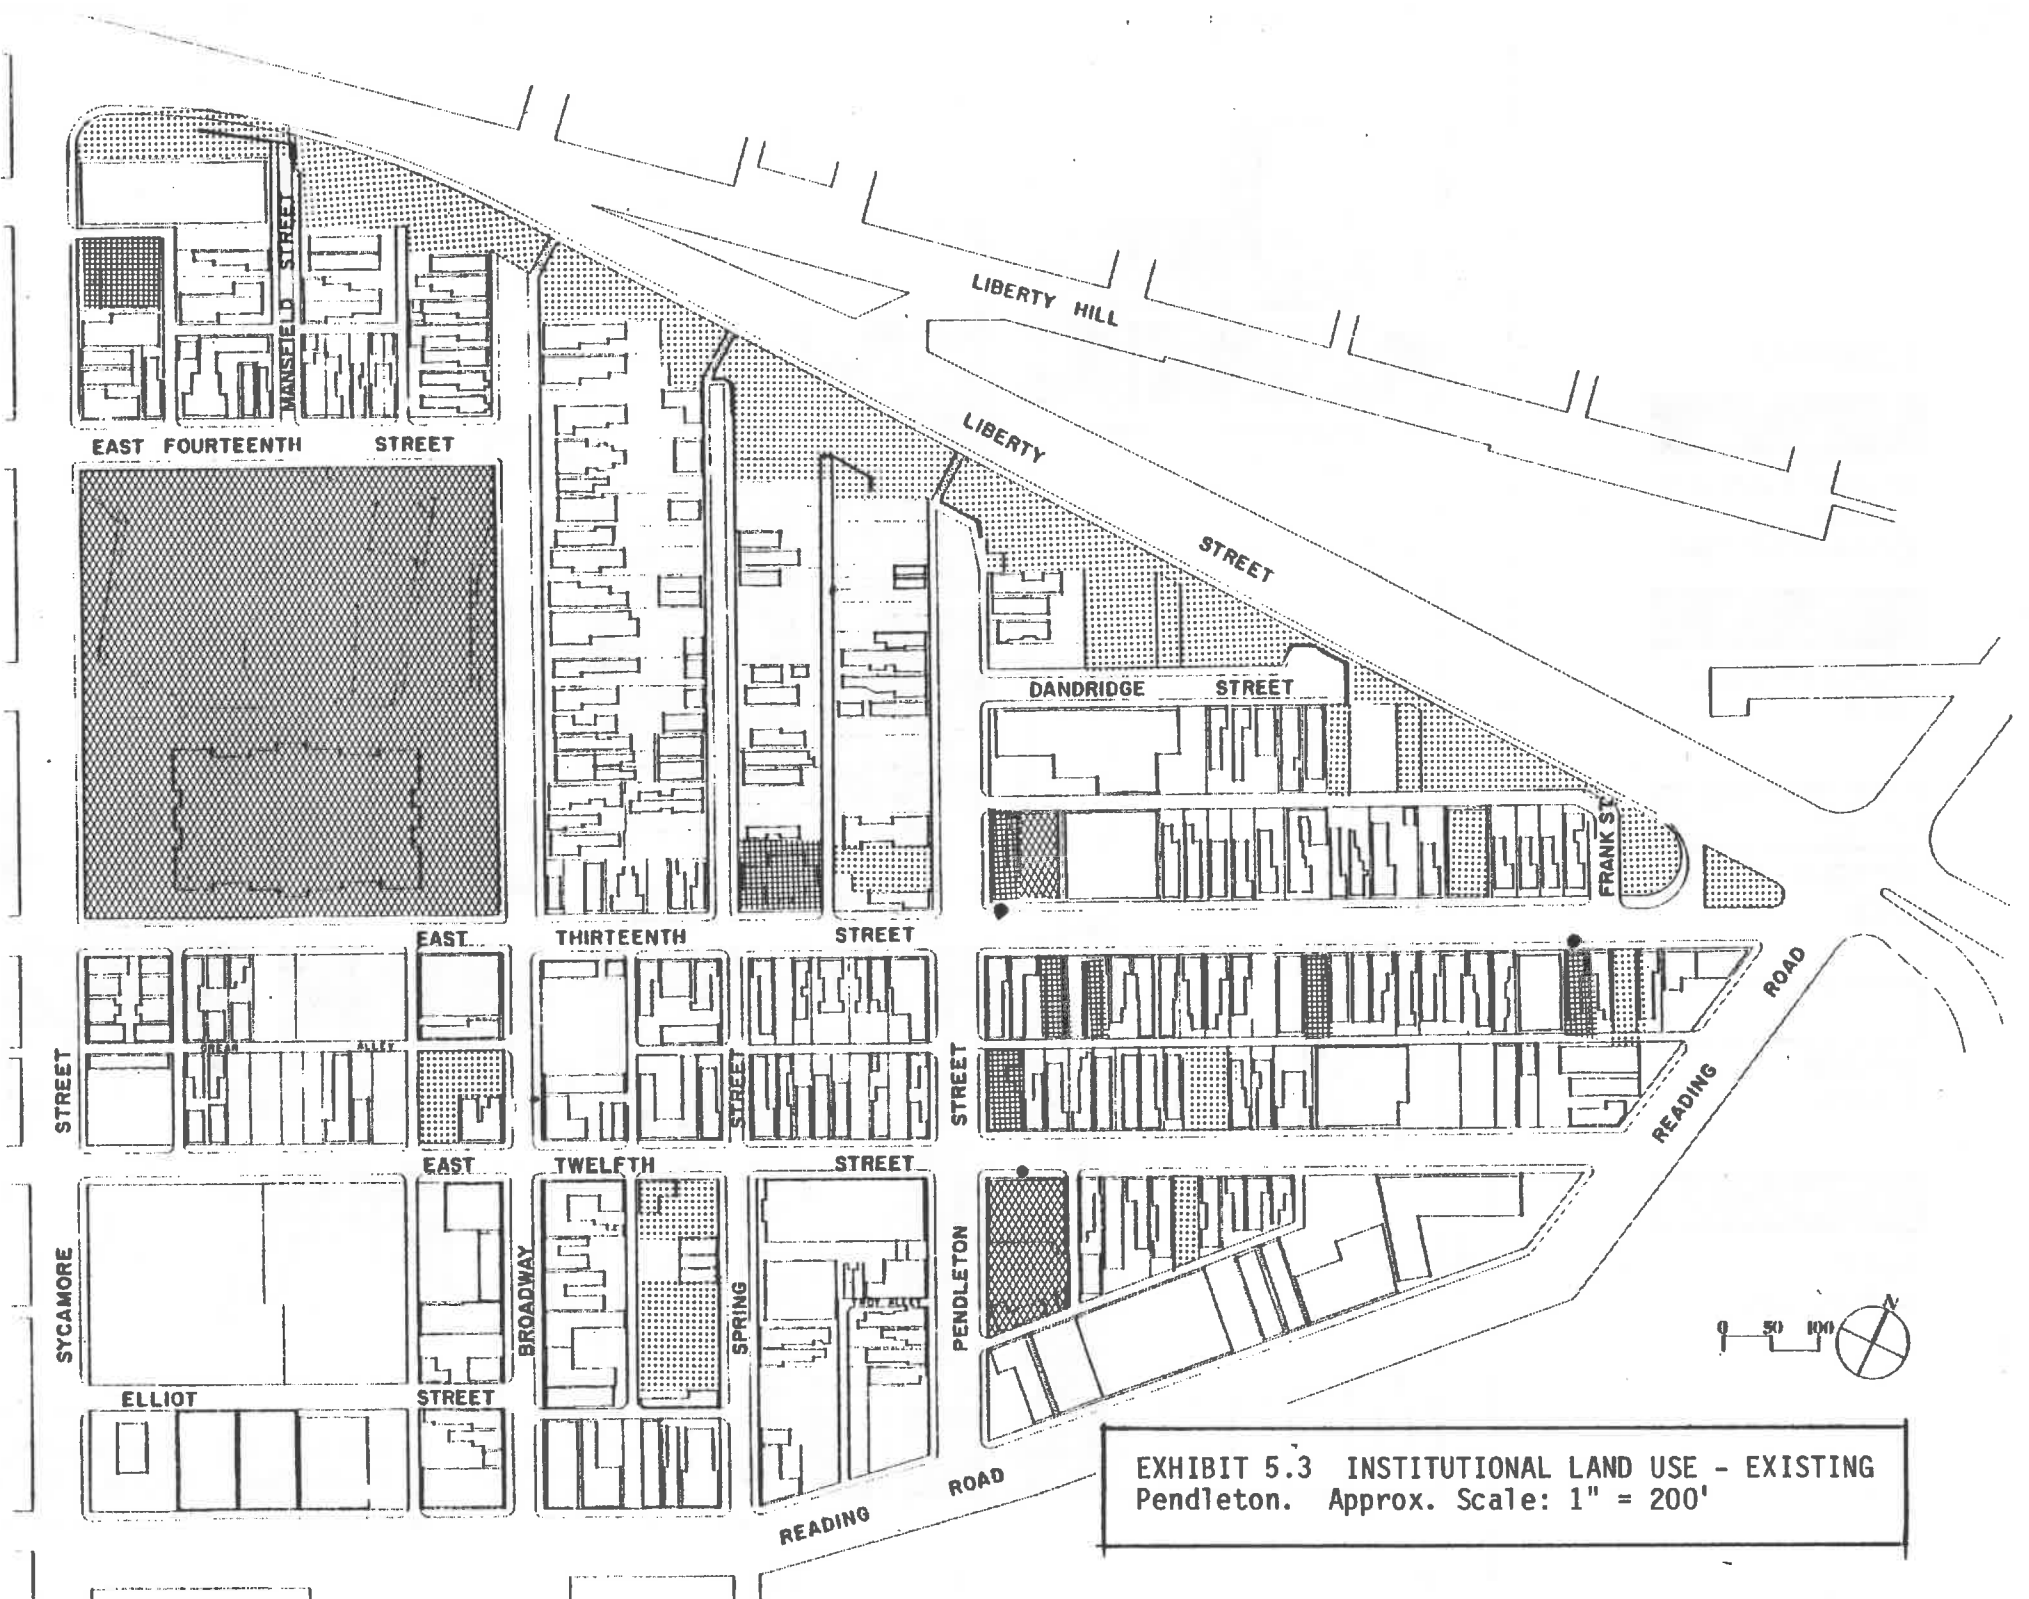 LIBERTY HILL
MANSFIELD STREET
LIBERTY STREET
EAST FOURTEENTH STREET
DANDRIDGE STREET
FRANK ST.
EAST THIRTEENTH STREET
ROAD
ALLEY
STREET
STREET
STREET
READING
EAST TWELFTH STREET
SYCAMORE
BROADWAY
SPRING
PENDLETON
ALLEY
N
0 50 100
ELLIOT STREET
READING ROAD
EXHIBIT 5.3 INSTITUTIONAL LAND USE - EXISTING
Pendleton. Approx. Scale: 1" = 200'